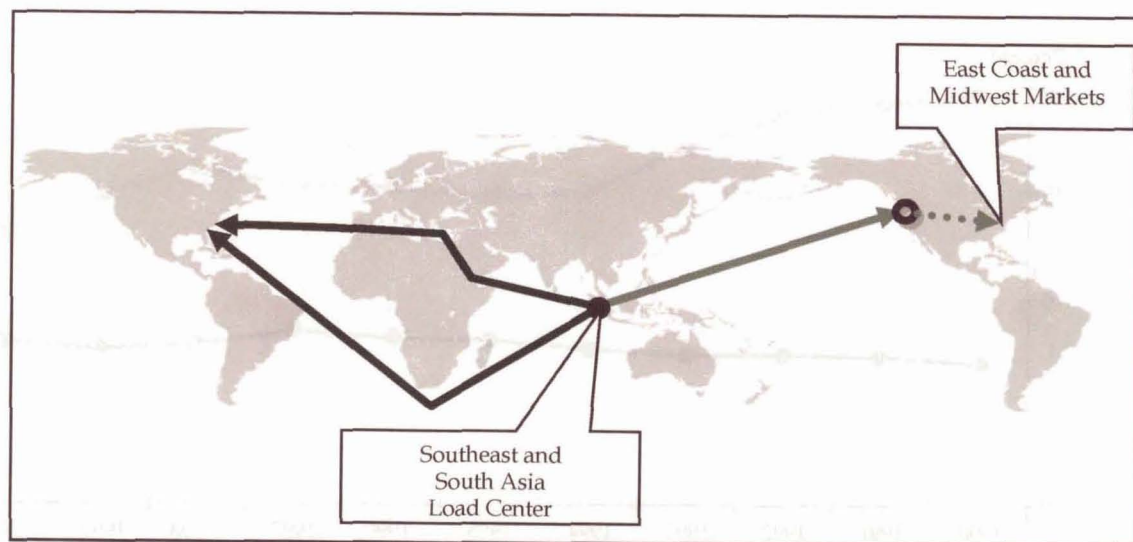 East Coast and
Midwest Markets
Southeast and
South Asia
Load Center